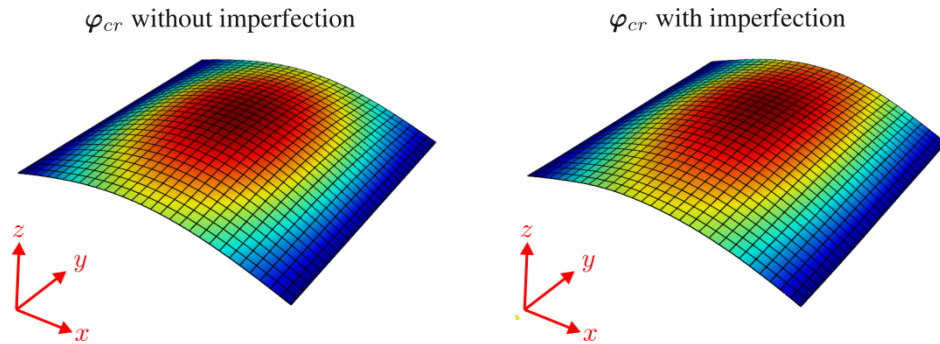 φcr without imperfection
φcr with imperfection
z
y
x
z
y
x